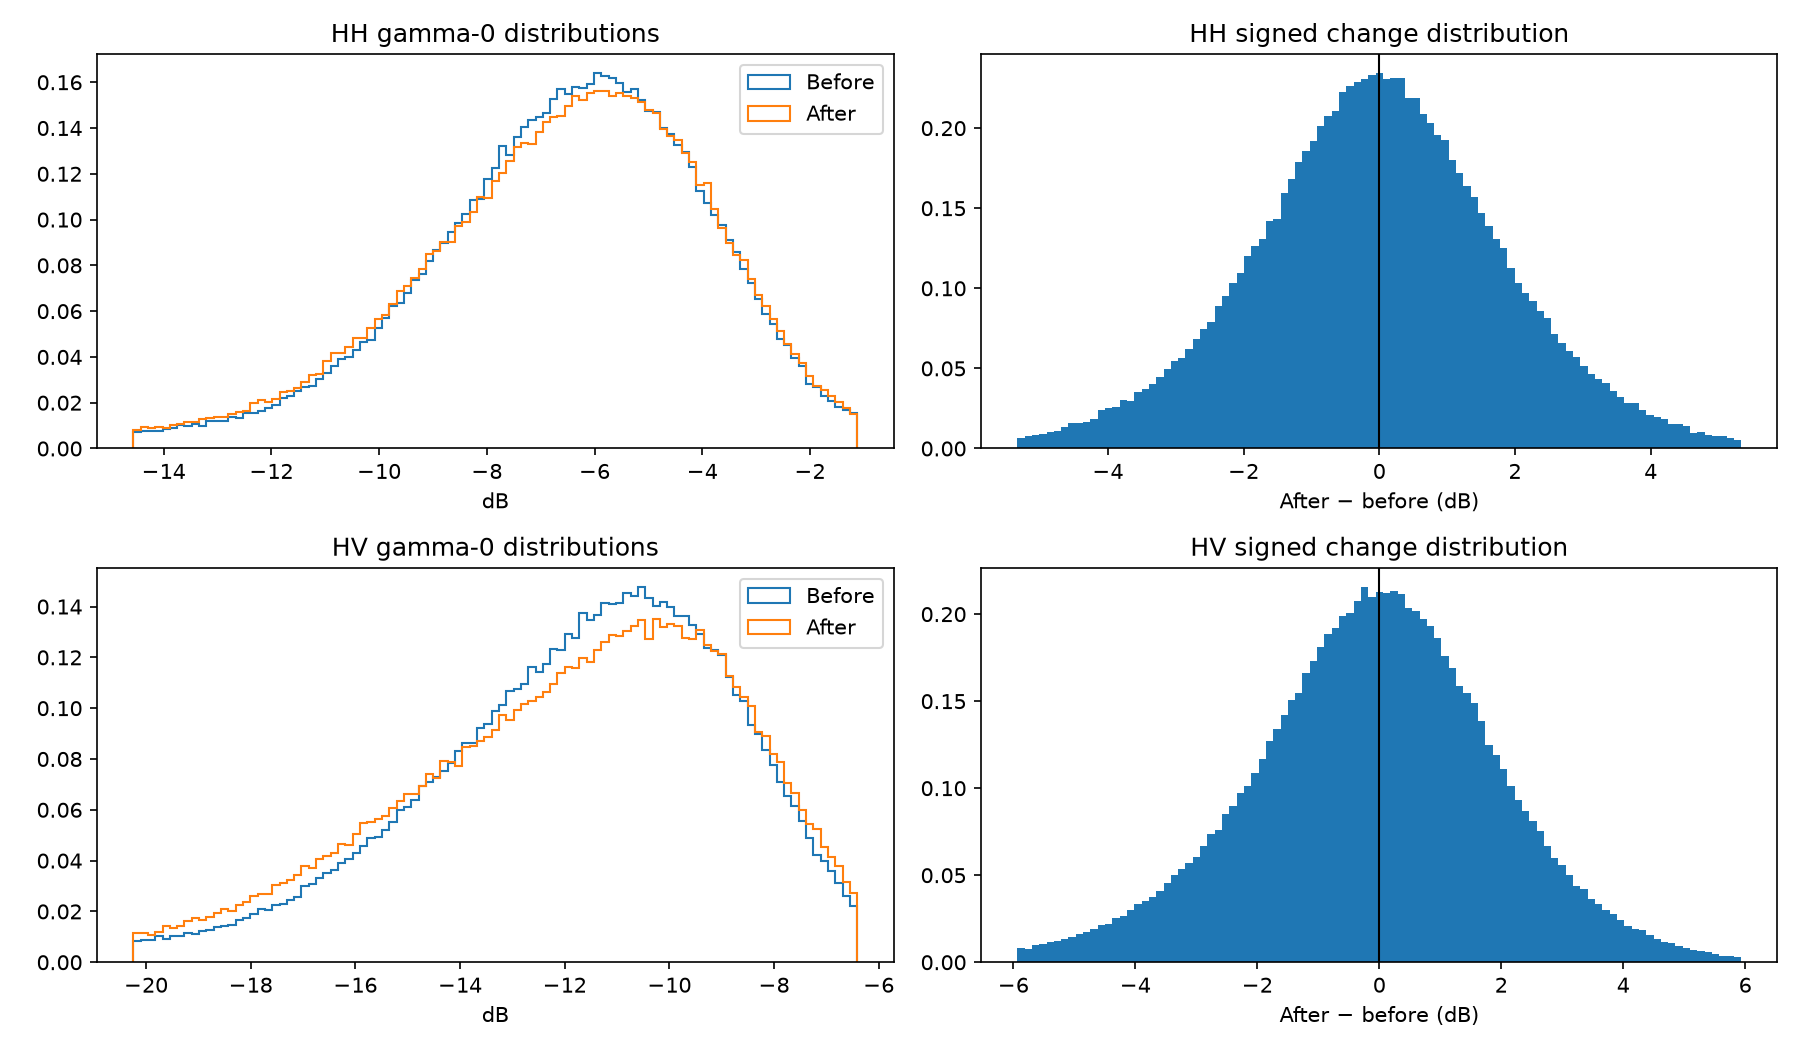 HH gamma-0 distributions
0.16
0.14
0.12
0.10
0.08
0.06
0.04
0.02
0.00
Before
After
−14 −12 −10 −8 −6 −4 −2
dB
HH signed change distribution
0.20
0.15
0.10
0.05
0.00
−4 −2 0 2 4
After − before (dB)
HV gamma-0 distributions
0.14
0.12
0.10
0.08
0.06
0.04
0.02
0.00
Before
After
−20 −18 −16 −14 −12 −10 −8 −6
dB
HV signed change distribution
0.20
0.15
0.10
0.05
0.00
−6 −4 −2 0 2 4 6
After − before (dB)